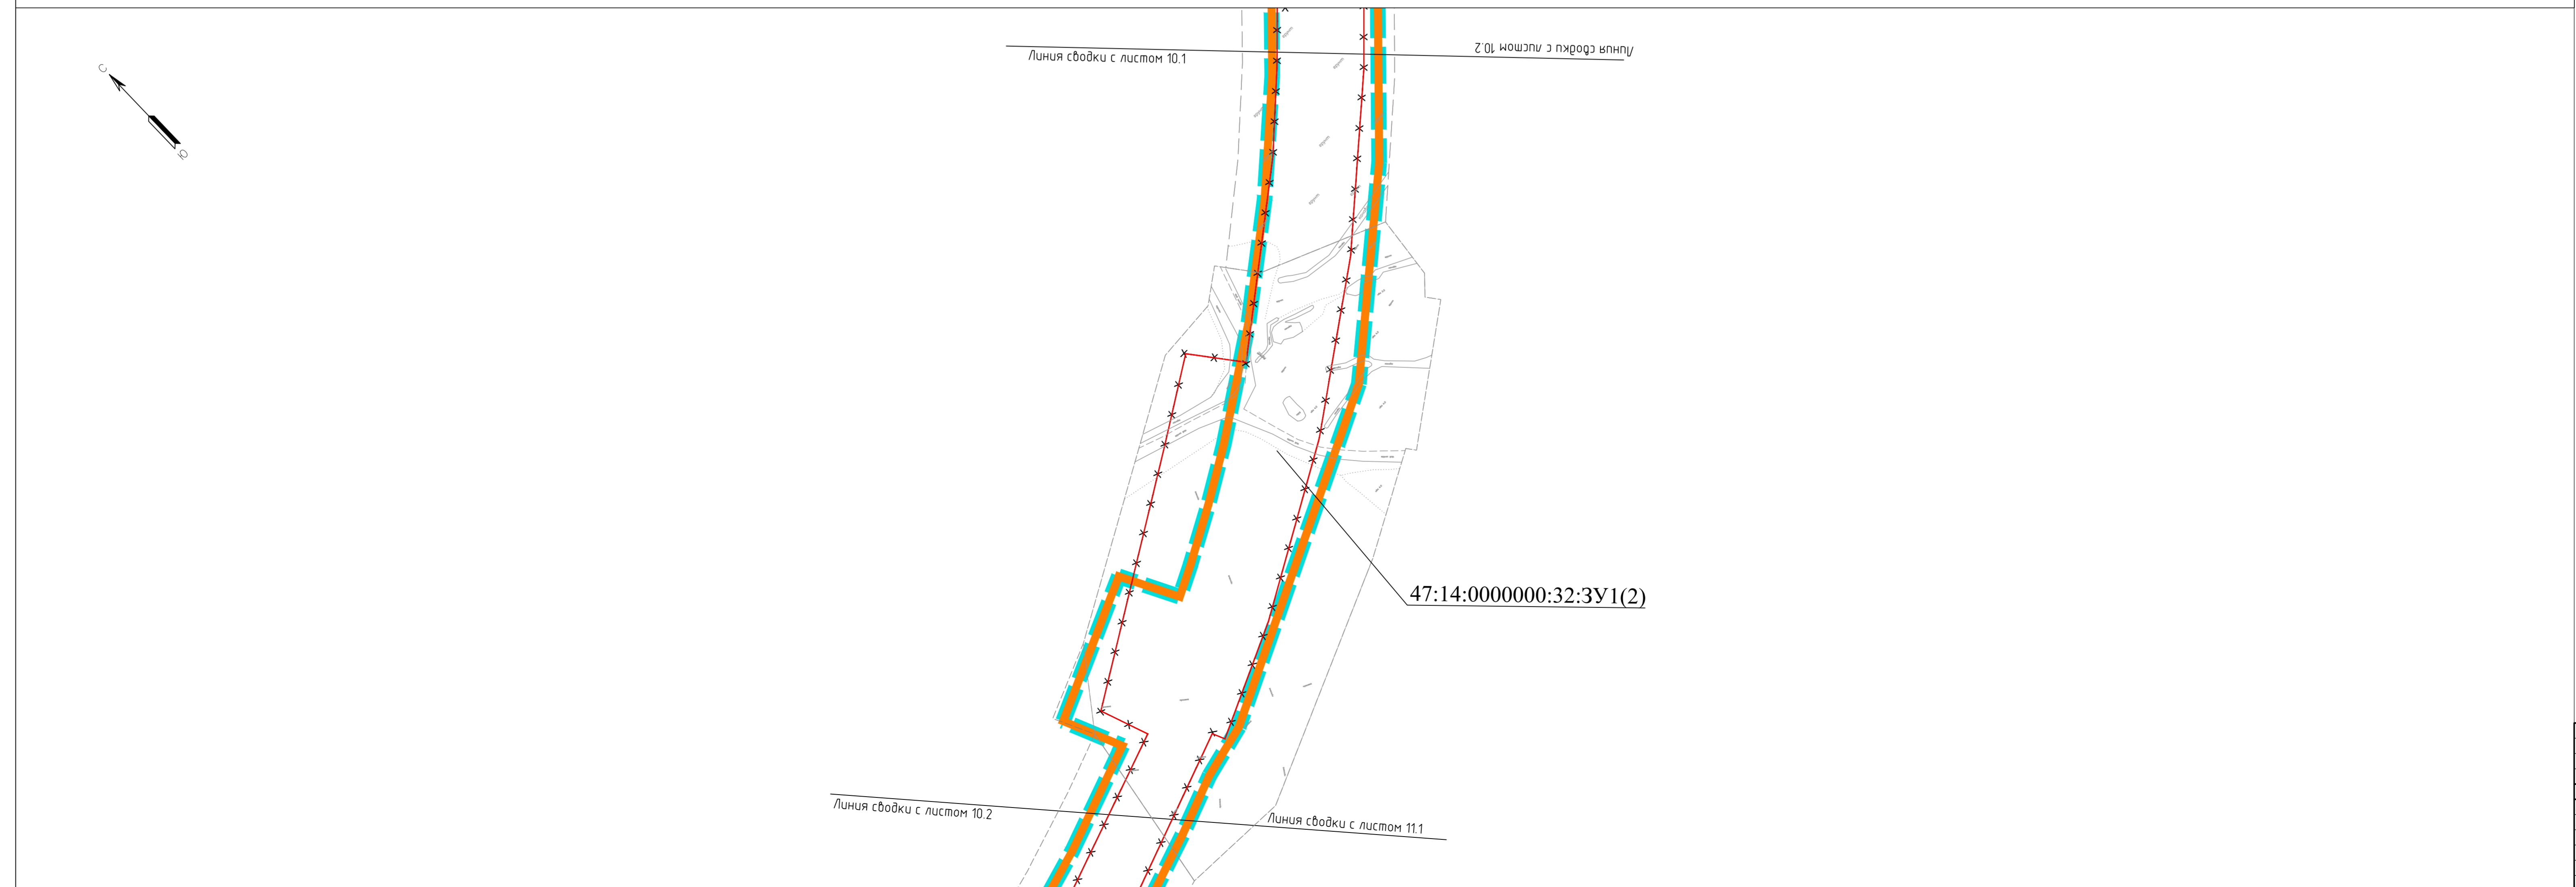 Линия сводки с листом 10.2
Линия сводки с листом 10.1
С
Ю
47:14:0000000:32:ЗУ1(2)
Линия сводки с листом 10.2
Линия сводки с листом 11.1